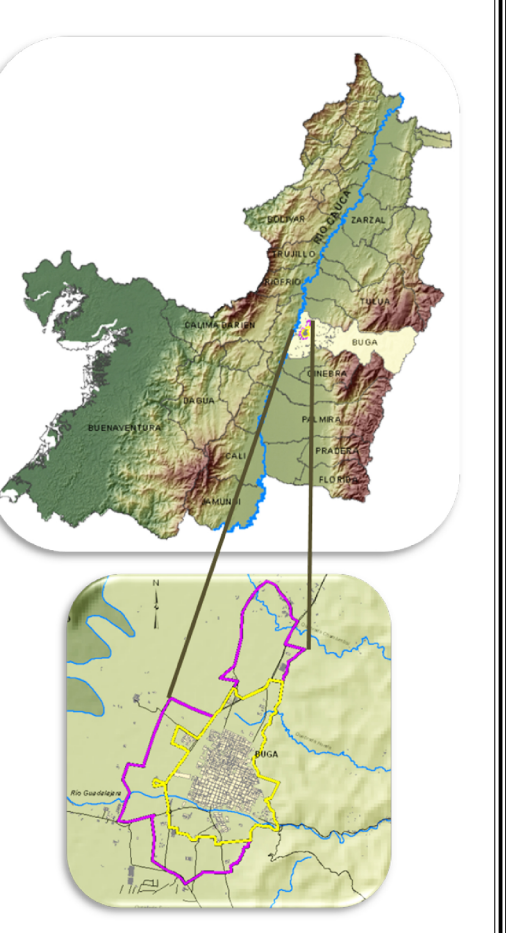 RIO CAUCA
BOLIVAR
ZARZAL
TRUJILLO
RIOFRIO
TULUA
CALIMA DARIEN
BUGA
GINEBRA
DAGUA
PALMIRA
BUENAVENTURA
PRADERA
CALI
FLORIDA
JAMUNDI
N
BUGA
Río Guadalajara